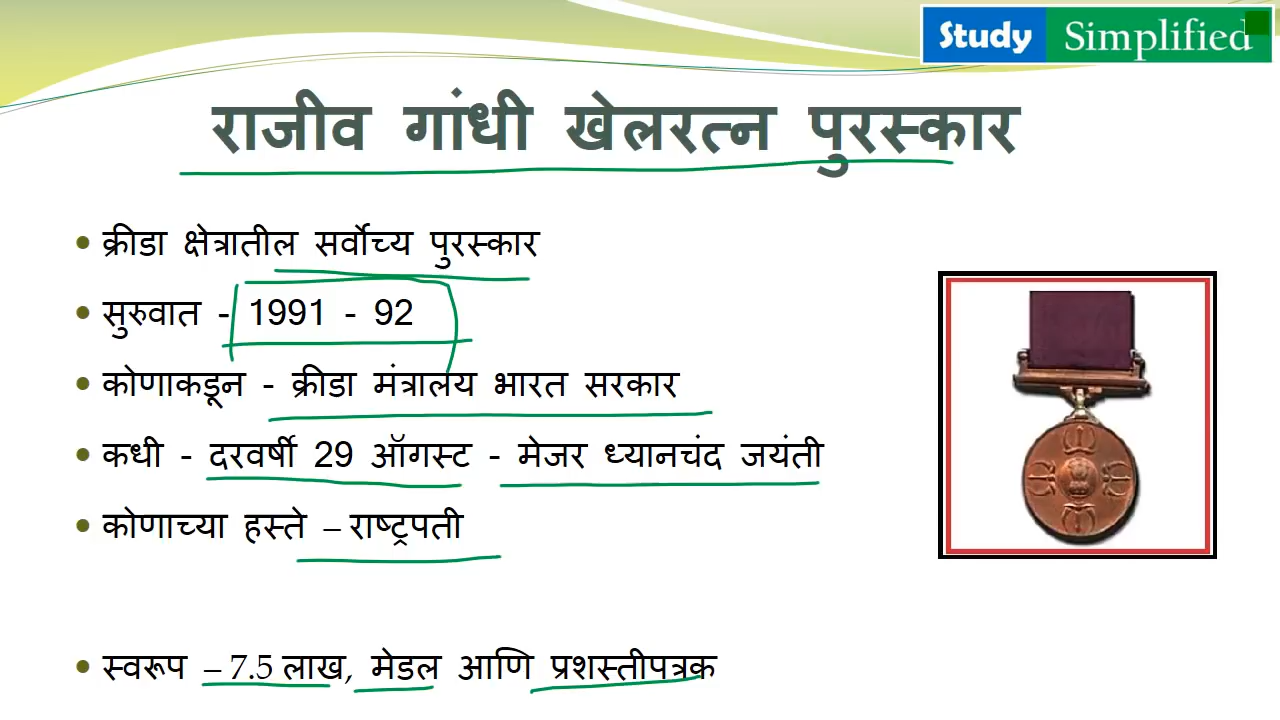 Study Simplified
राजीव गांधी खेलरत्न पुरस्कार
क्रीडा क्षेत्रातील सर्वोच्य पुरस्कार
सुरुवात - 1991 - 92
कोणाकडून - क्रीडा मंत्रालय भारत सरकार
कधी - दरवर्षी 29 ऑगस्ट - मेजर ध्यानचंद जयंती
कोणाच्या हस्ते – राष्ट्रपती
स्वरूप – 7.5 लाख, मेडल आणि प्रशस्तीपत्रक